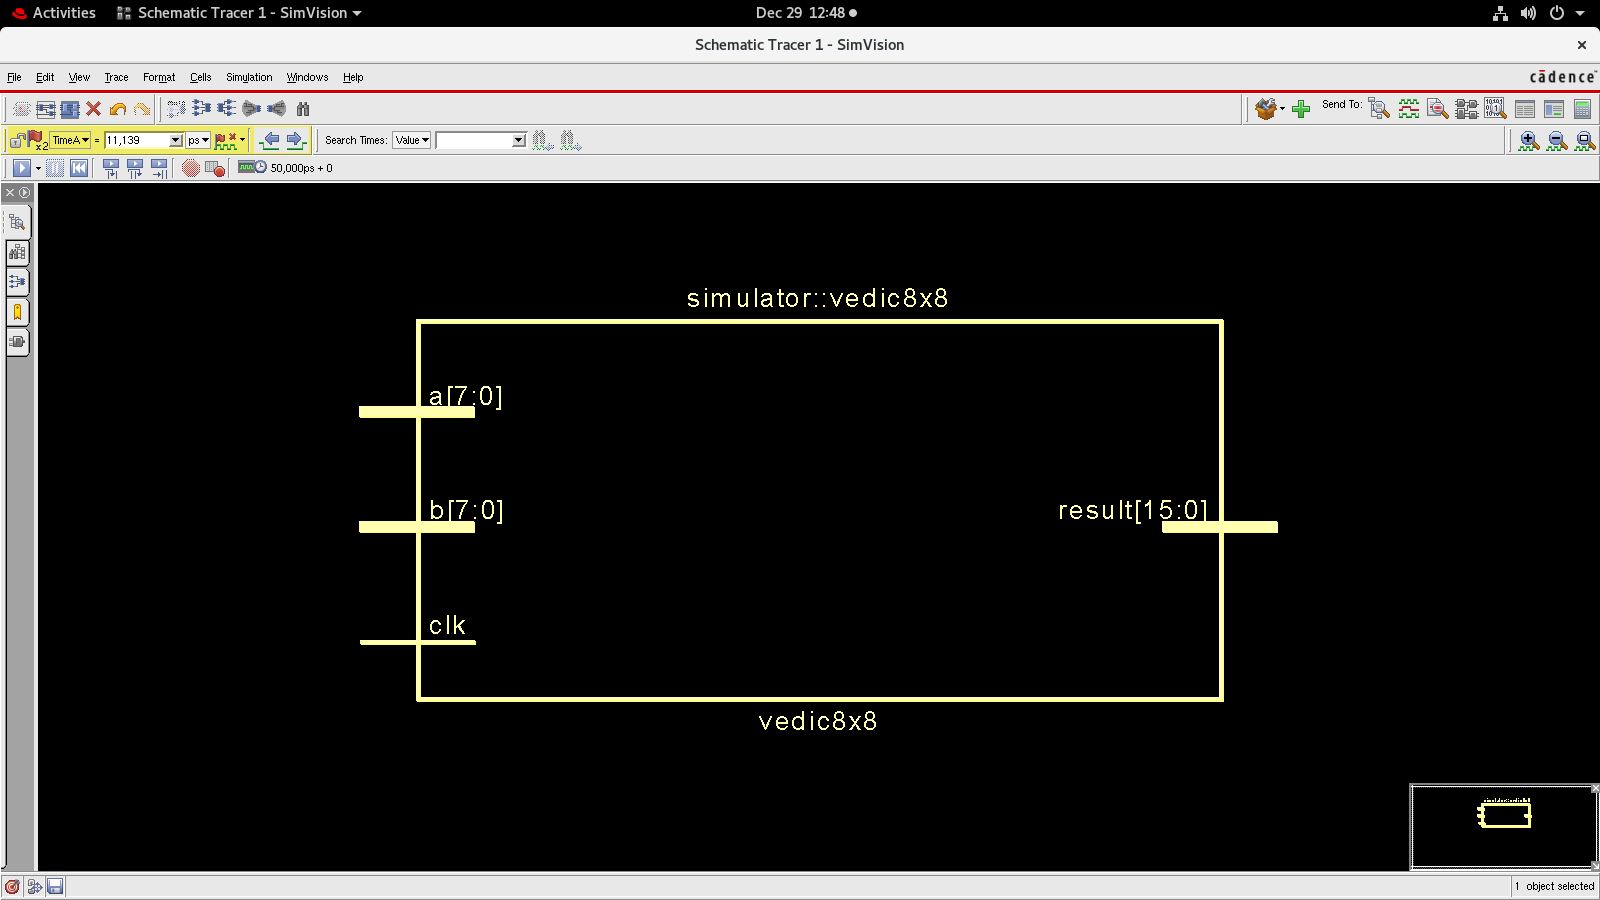 Activities Schematic Tracer 1 - SimVision Dec 29 12:48
Schematic Tracer 1 - SimVision
File Edit View Trace Format Cells Simulation Windows Help cādence
Send To:
x2 TimeA = 11,139 ps Search Times: Value
50,000ps + 0
simulator::vedic8x8
a[7:0]
b[7:0]
result[15:0]
clk
vedic8x8
1 object selected